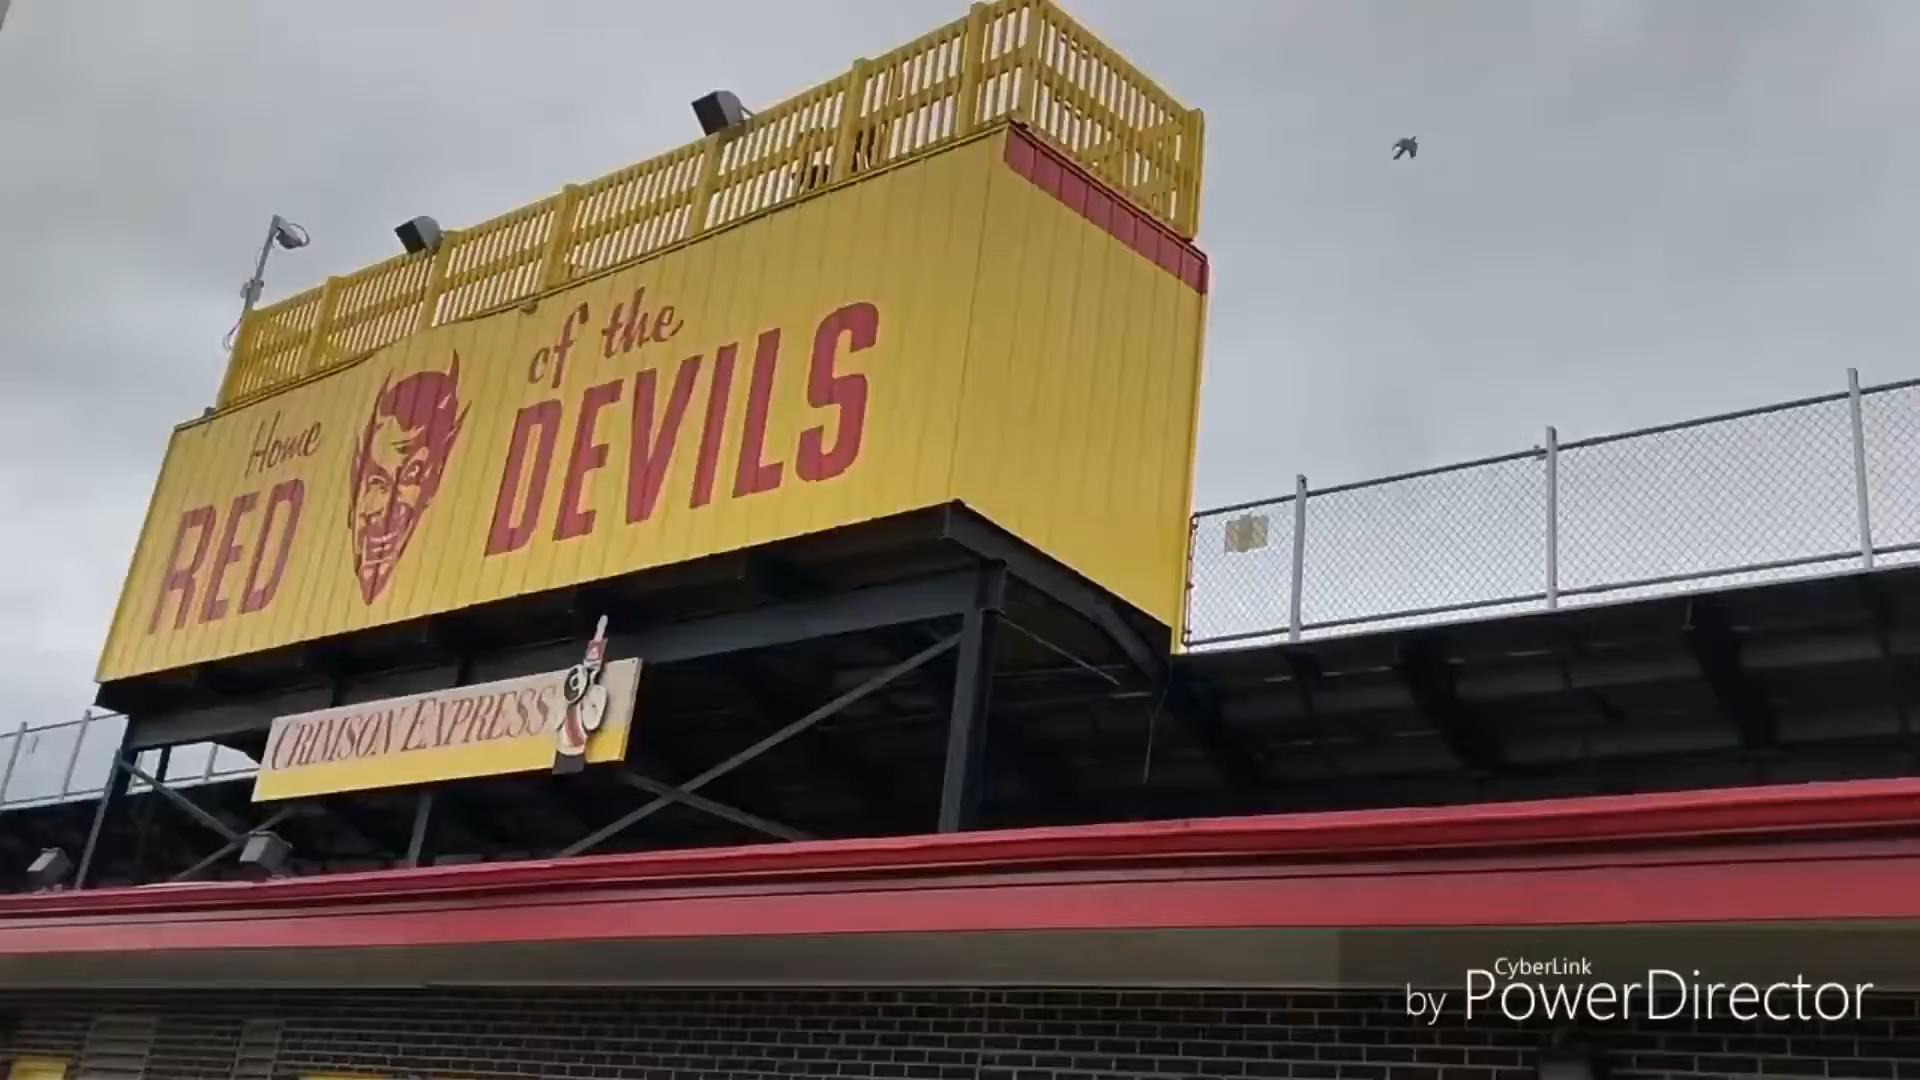 Home of the
RED DEVILS
CRIMSON EXPRESS
CyberLink
by PowerDirector